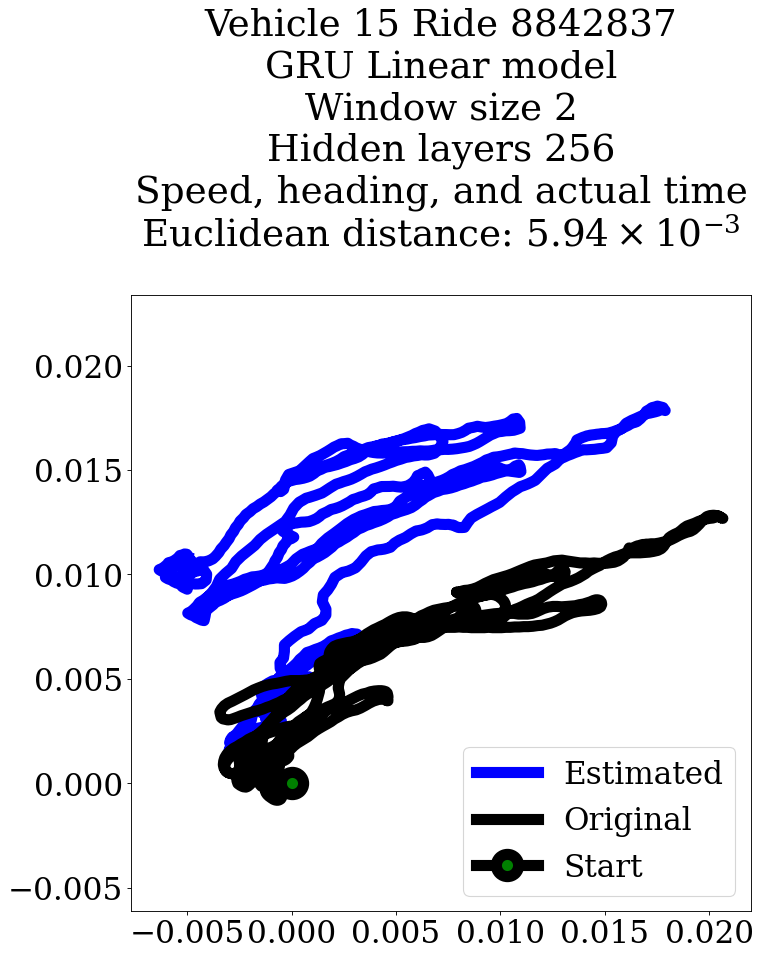 Vehicle 15 Ride 8842837
GRU Linear model
Window size 2
Hidden layers 256
Speed, heading, and actual time
Euclidean distance: 5.94 × 10⁻³
0.020
0.015
0.010
0.005
0.000
−0.005
Estimated
Original
Start
−0.005 0.000 0.005 0.010 0.015 0.020